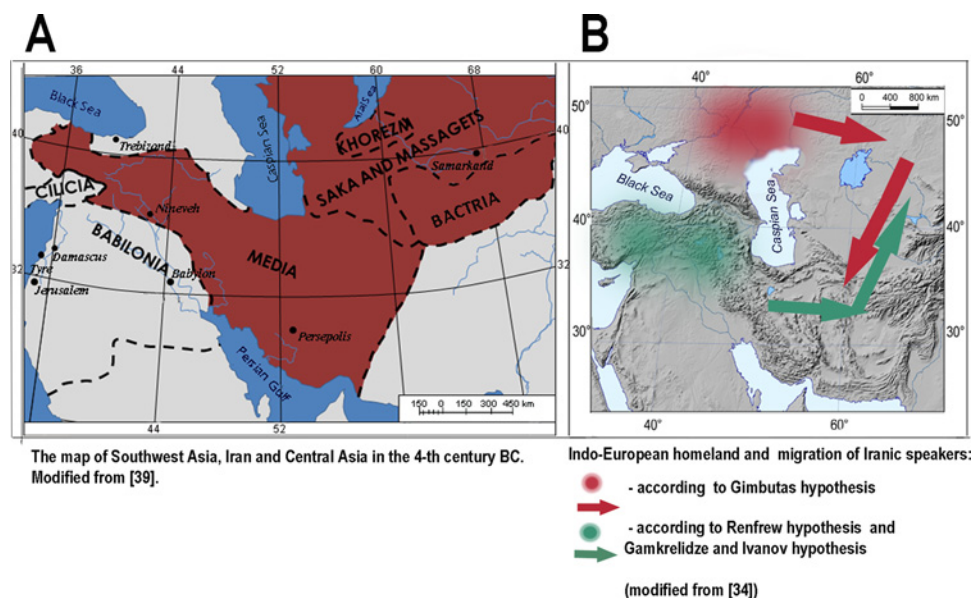 A
36
44
52
60
68
Black Sea
Aral Sea
40
40
Trebizond
Caspian Sea
KHOREZM
SAKA AND MASSAGETS
Samarkand
CILICIA
Nineveh
BACTRIA
BABILONIA
MEDIA
Damascus
32
32
Tyre
Babylon
Jerusalem
Persepolis
Persian Gulf
150 0 150 300 450 km
44
52
The map of Southwest Asia, Iran and Central Asia in the 4-th century BC.
Modified from [39].
B
40°
60°
0 400 800 km
50°
50°
Black Sea
Caspian Sea
40°
40°
30°
30°
40°
60°
Indo-European homeland and migration of Iranic speakers:
- according to Gimbutas hypothesis
- according to Renfrew hypothesis and
Gamkrelidze and Ivanov hypothesis
(modified from [34])